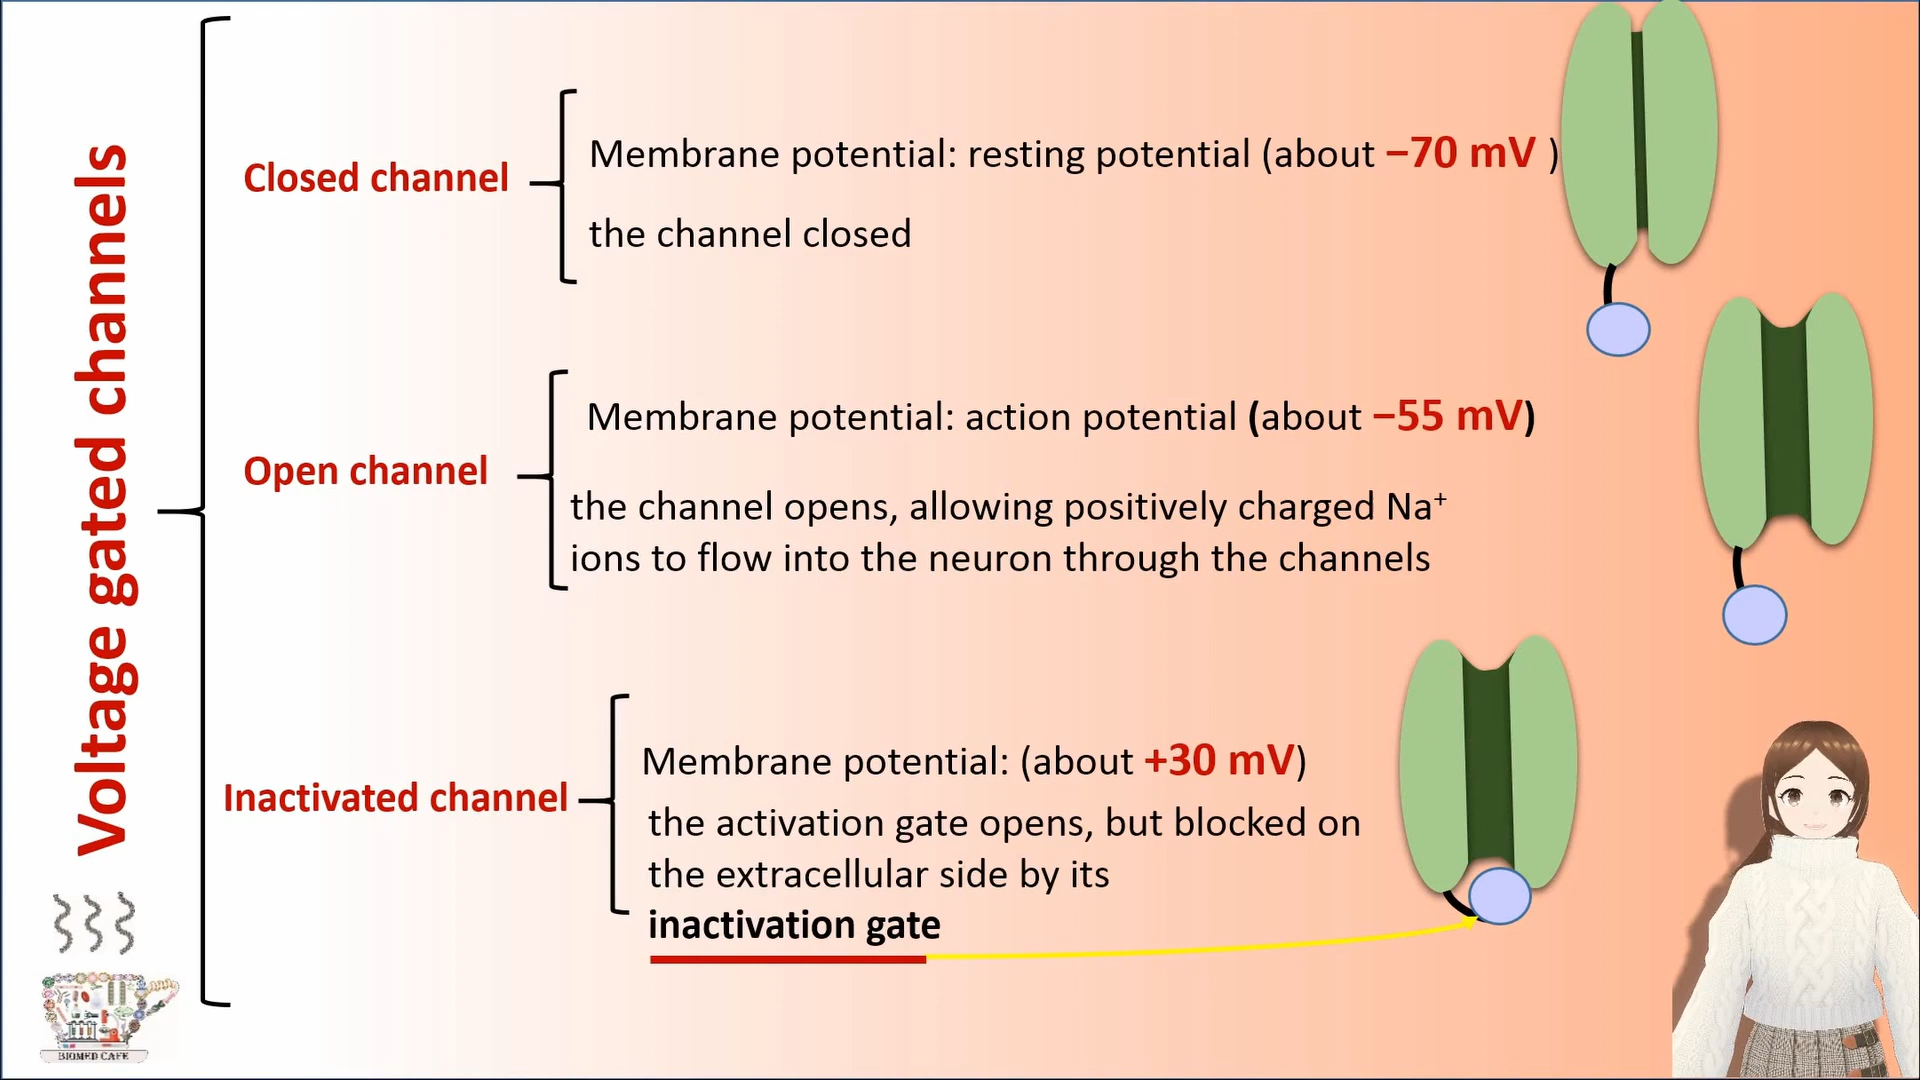 Voltage gated channels
Closed channel
Membrane potential: resting potential (about −70 mV )
the channel closed
Open channel
Membrane potential: action potential (about −55 mV)
the channel opens, allowing positively charged Na⁺
ions to flow into the neuron through the channels
Inactivated channel
Membrane potential: (about +30 mV)
the activation gate opens, but blocked on
the extracellular side by its
inactivation gate
BIOMED CAFE